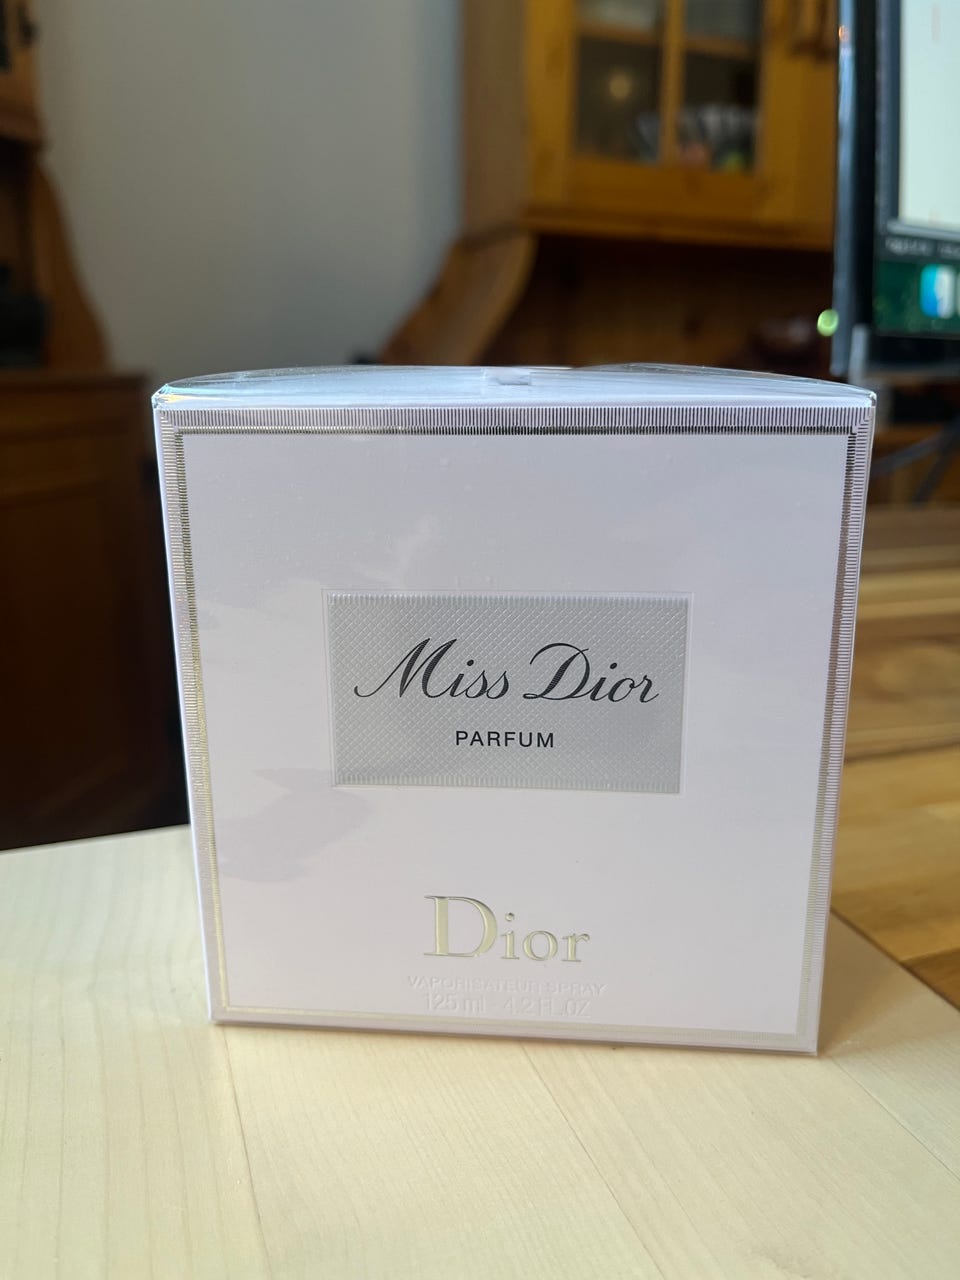 Miss Dior
PARFUM
Dior
VAPORISATEUR SPRAY
125 ml - 4.2 FL.OZ